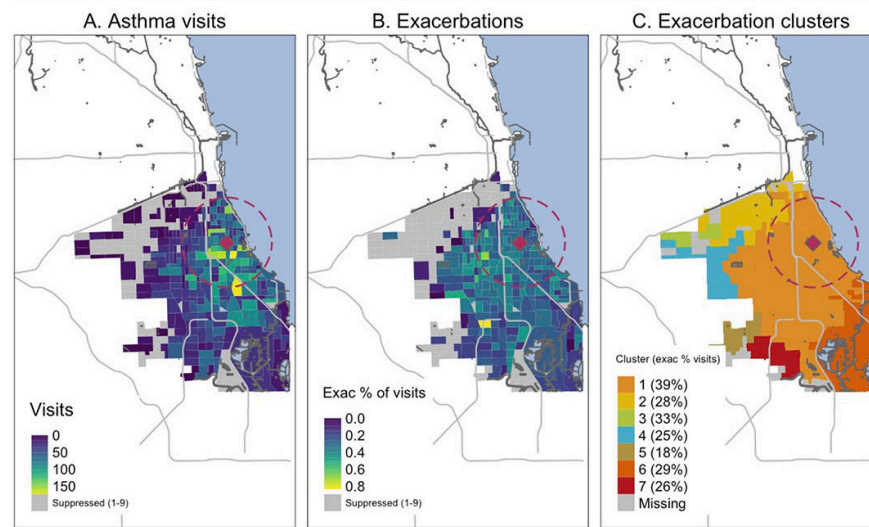 A. Asthma visits
B. Exacerbations
C. Exacerbation clusters
Visits
0
50
100
150
Suppressed (1-9)
Exac % of visits
0.0
0.2
0.4
0.6
0.8
Suppressed (1-9)
Cluster (exac % visits)
1 (39%)
2 (28%)
3 (33%)
4 (25%)
5 (18%)
6 (29%)
7 (26%)
Missing